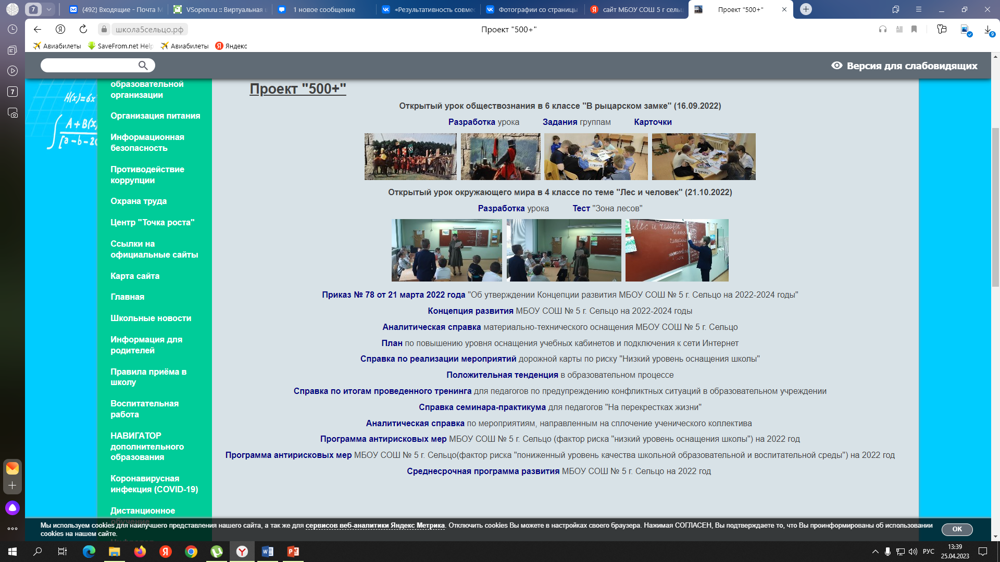 7
(492) Входящие - Почта М
VSopen.ru :: Виртуальная ш
1 новое сообщение
«Результативность совмес
Фотографии со страницы
сайт МБОУ СОШ 5 г сельц
Проект "500+"
школа5сельцо.рф
Проект "500+"
9
Авиабилеты
SaveFrom.net Help
Авиабилеты
Яндекс
7
Версия для слабовидящих
H(x)=6x
A+B(x)
образовательной
организации
Организация питания
Информационная
безопасность
Противодействие
коррупции
Охрана труда
Центр "Точка роста"
Ссылки на
официальные сайты
Карта сайта
Главная
Школьные новости
Информация для
родителей
Правила приёма в
школу
Воспитательная
работа
НАВИГАТОР
дополнительного
образования
Коронавирусная
инфекция (COVID-19)
Дистанционное
обучение
Проект "500+"
Открытый урок обществознания в 6 классе "В рыцарском замке" (16.09.2022)
Разработка урока Задания группам Карточки
1 группа
2 группа
Открытый урок окружающего мира в 4 классе по теме "Лес и человек" (21.10.2022)
Разработка урока Тест "Зона лесов"
Лес и человек
Приказ № 78 от 21 марта 2022 года "Об утверждении Концепции развития МБОУ СОШ № 5 г. Сельцо на 2022-2024 годы"
Концепция развития МБОУ СОШ № 5 г. Сельцо на 2022-2024 годы
Аналитическая справка материально-технического оснащения МБОУ СОШ № 5 г. Сельцо
План по повышению уровня оснащения учебных кабинетов и подключения к сети Интернет
Справка по реализации мероприятий дорожной карты по риску "Низкий уровень оснащения школы"
Положительная тенденция в образовательном процессе
Справка по итогам проведенного тренинга для педагогов по предупреждению конфликтных ситуаций в образовательном учреждении
Справка семинара-практикума для педагогов "На перекрестках жизни"
Аналитическая справка по мероприятиям, направленным на сплочение ученического коллектива
Программа антирисковых мер МБОУ СОШ № 5 г. Сельцо (фактор риска "низкий уровень оснащения школы") на 2022 год
Программа антирисковых мер МБОУ СОШ № 5 г. Сельцо(фактор риска "пониженный уровень качества школьной образовательной и воспитательной среды") на 2022 год
Среднесрочная программа развития МБОУ СОШ № 5 г. Сельцо на 2022 год
Мы используем cookies для наилучшего представления нашего сайта, а так же для сервисов веб-аналитики Яндекс Метрика. Отключить cookies Вы можете в настройках своего браузера. Нажимая СОГЛАСЕН, Вы подтверждаете то, что Вы проинформированы об использовании
cookies на нашем сайте.
OK
РУС
13:39
25.04.2023